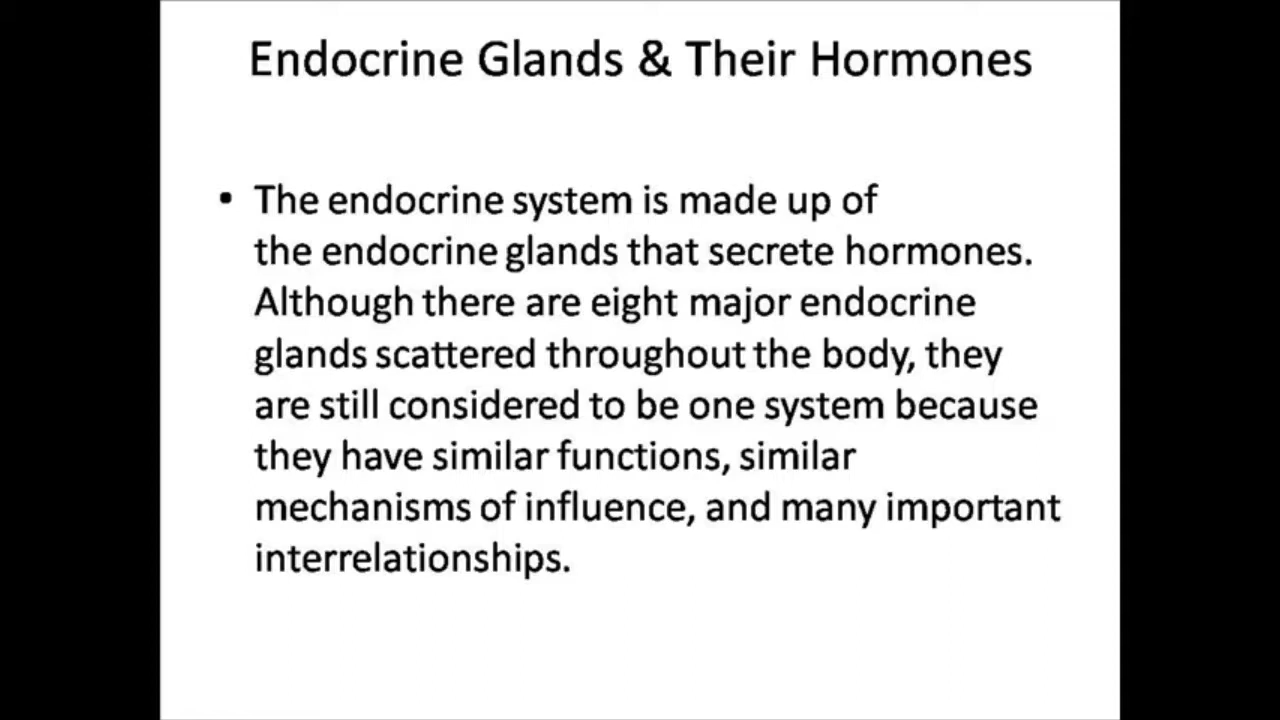 Endocrine Glands & Their Hormones
• The endocrine system is made up of
the endocrine glands that secrete hormones.
Although there are eight major endocrine
glands scattered throughout the body, they
are still considered to be one system because
they have similar functions, similar
mechanisms of influence, and many important
interrelationships.